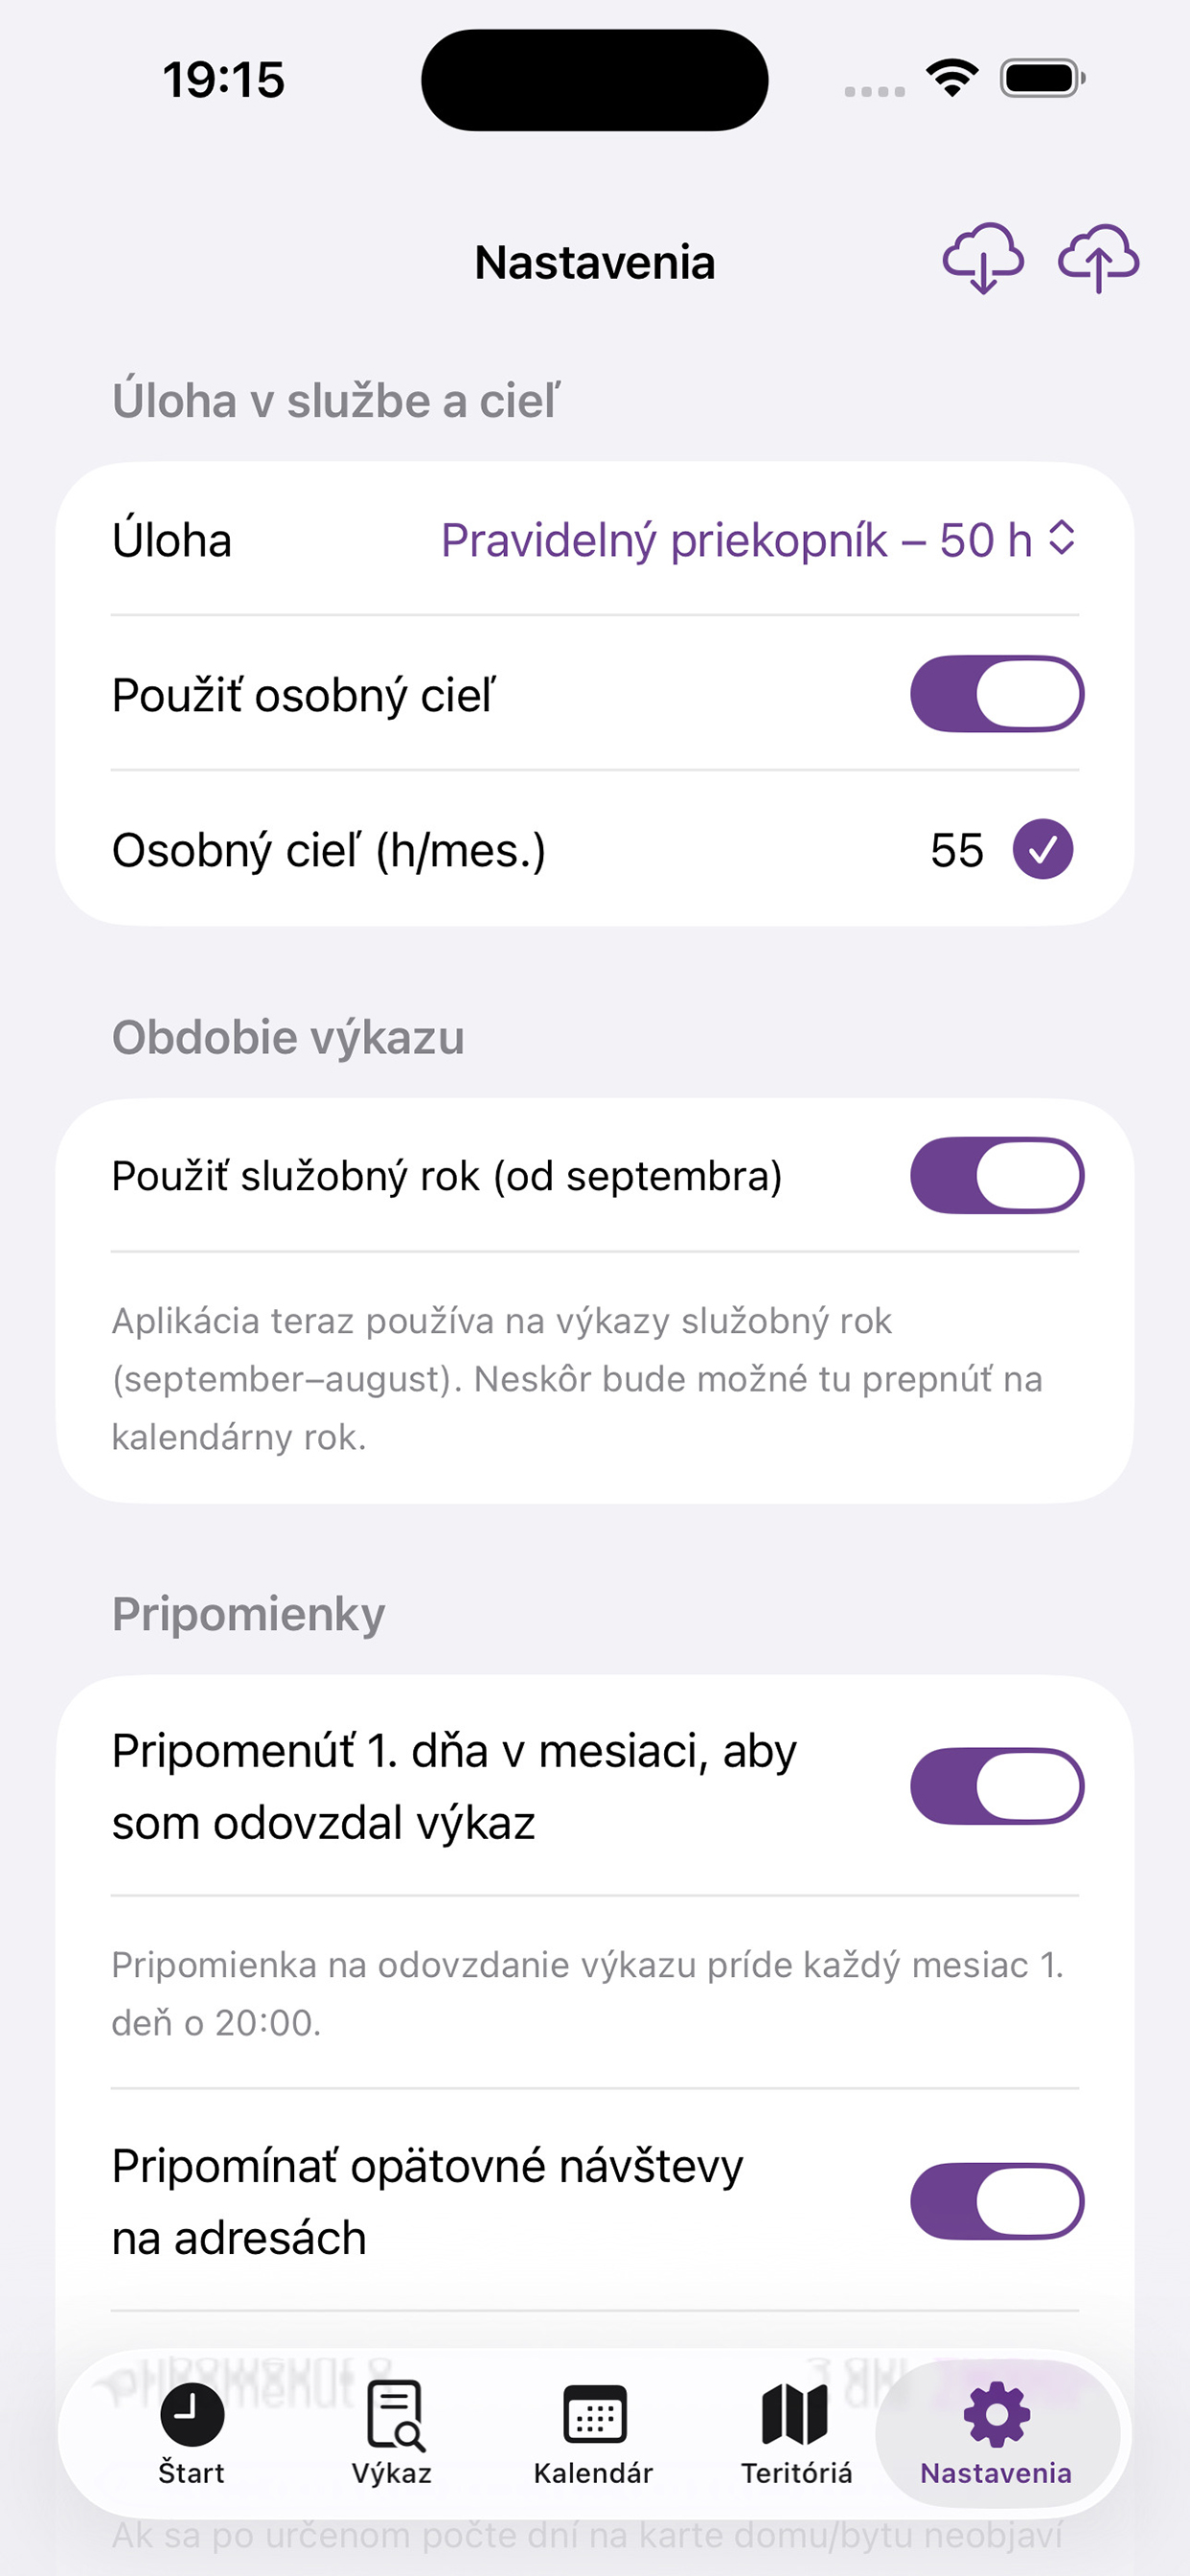 19:15
Nastavenia
Úloha v službe a cieľ
Úloha
Pravidelný priekopník – 50 h
Použiť osobný cieľ
Osobný cieľ (h/mes.)
55
Obdobie výkazu
Použiť služobný rok (od septembra)
Aplikácia teraz používa na výkazy služobný rok
(september–august). Neskôr bude možné tu prepnúť na
kalendárny rok.
Pripomienky
Pripomenúť 1. dňa v mesiaci, aby
som odovzdal výkaz
Pripomienka na odovzdanie výkazu príde každý mesiac 1.
deň o 20:00.
Pripomínať opätovné návštevy
na adresách
Štart
Výkaz
Kalendár
Teritóriá
Nastavenia
Ak sa po určenom počte dní na karte domu/bytu neobjaví